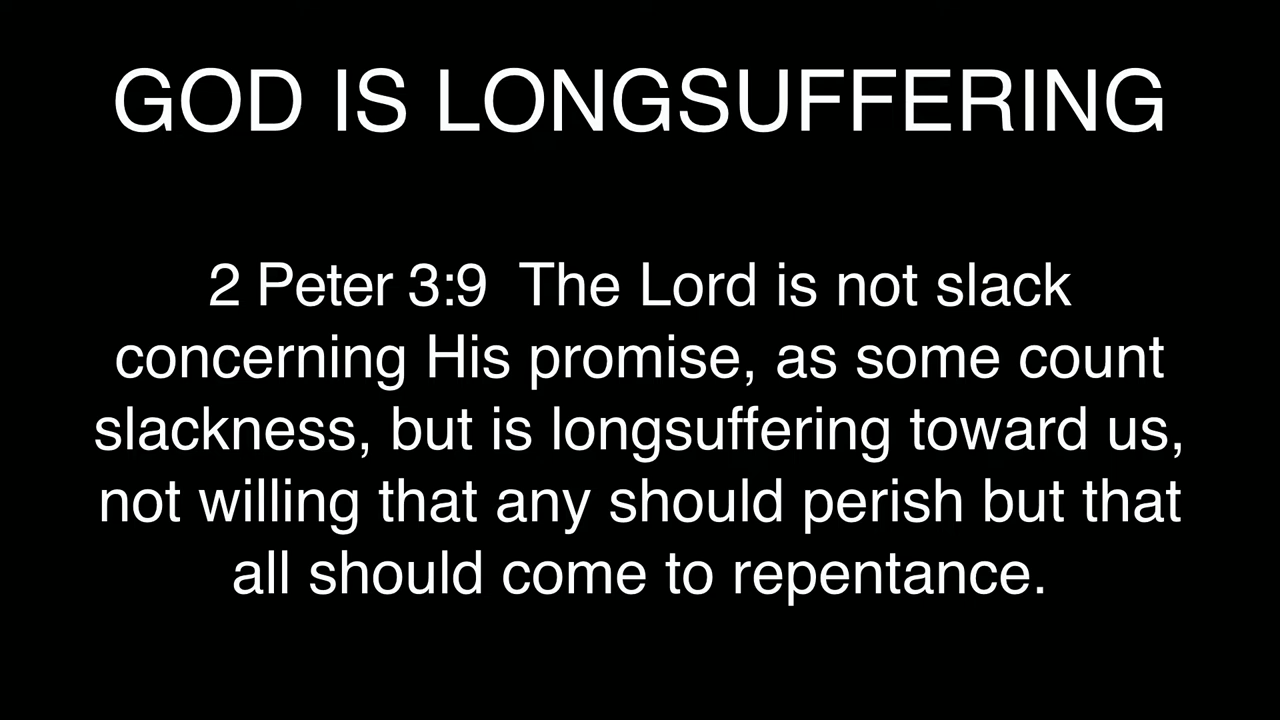 GOD IS LONGSUFFERING
2 Peter 3:9  The Lord is not slack
concerning His promise, as some count
slackness, but is longsuffering toward us,
not willing that any should perish but that
all should come to repentance.